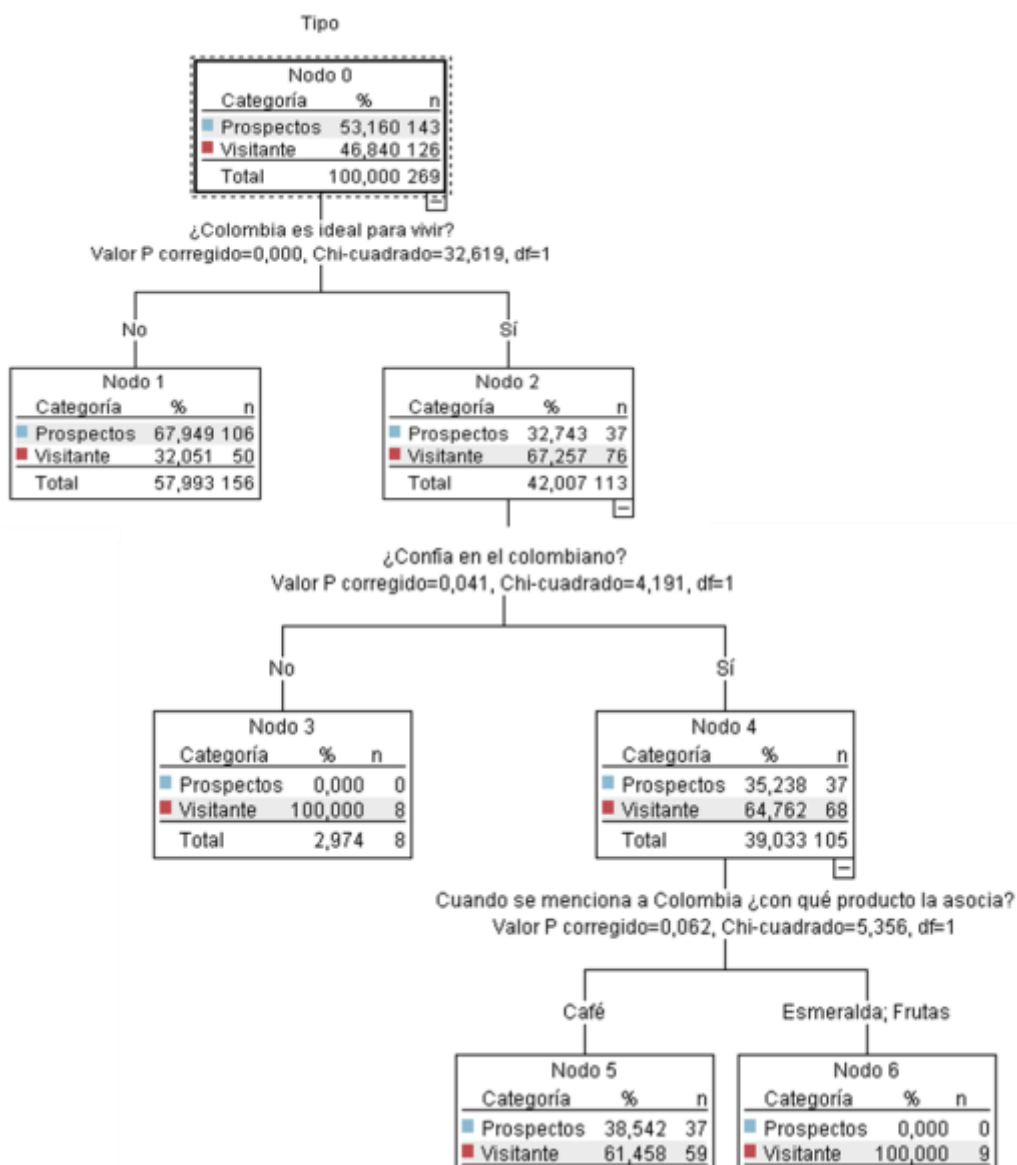 Tipo
Nodo 0
Categoría % n
Prospectos 53,160 143
Visitante 46,840 126
Total 100,000 269
¿Colombia es ideal para vivir?
Valor P corregido=0,000, Chi-cuadrado=32,619, df=1
No
Sí
Nodo 1
Categoría % n
Prospectos 67,949 106
Visitante 32,051 50
Total 57,993 156
Nodo 2
Categoría % n
Prospectos 32,743 37
Visitante 67,257 76
Total 42,007 113
¿Confía en el colombiano?
Valor P corregido=0,041, Chi-cuadrado=4,191, df=1
No
Sí
Nodo 3
Categoría % n
Prospectos 0,000 0
Visitante 100,000 8
Total 2,974 8
Nodo 4
Categoría % n
Prospectos 35,238 37
Visitante 64,762 68
Total 39,033 105
Cuando se menciona a Colombia ¿con qué producto la asocia?
Valor P corregido=0,062, Chi-cuadrado=5,356, df=1
Café
Esmeralda; Frutas
Nodo 5
Categoría % n
Prospectos 38,542 37
Visitante 61,458 59
Nodo 6
Categoría % n
Prospectos 0,000 0
Visitante 100,000 9